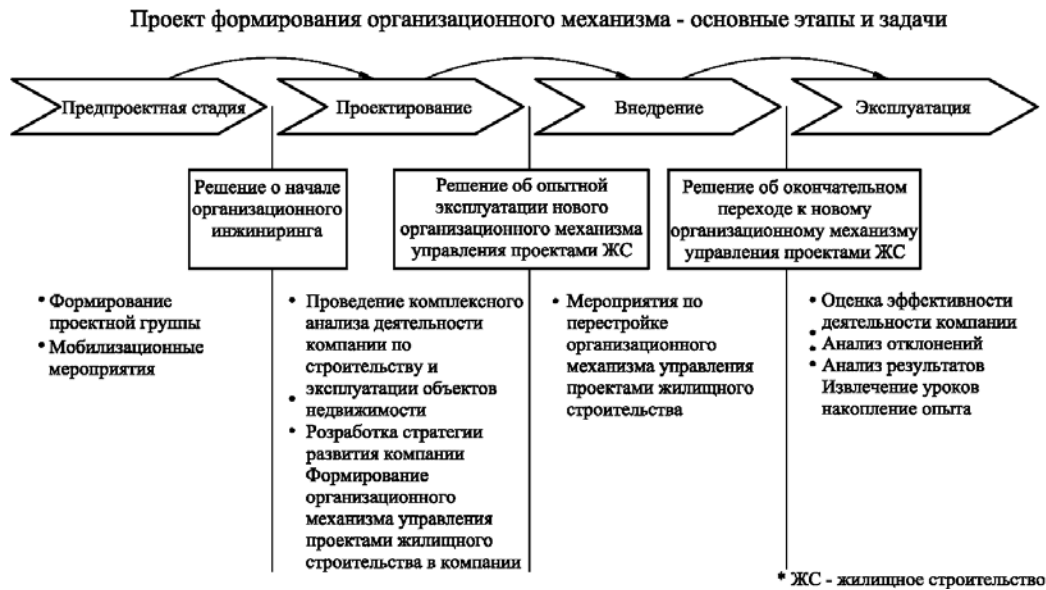 Проект формирования организационного механизма - основные этапы и задачи
Предпроектная стадия
Проектирование
Внедрение
Эксплуатация
Решение о начале
организационного
инжиниринга
Решение об опытной
эксплуатации нового
организационного механизма
управления проектами ЖС
Решение об окончательном
переходе к новому
организационному механизму
управления проектами ЖС
• Формирование
проектной группы
• Мобилизационные
мероприятия
• Проведение комплексного
анализа деятельности
компании по
строительству и
эксплуатации объектов
• недвижимости
• Розработка стратегии
развития компании
Формирование
организационного
механизма управления
проектами жилищного
строительства в компании
• Мероприятия по
перестройке
организационного
механизма управления
проектами жилищного
строительства
• Оценка эффективности
деятельности компании
• Анализ отклонений
• Анализ результатов
Извлечение уроков
накопление опыта
* ЖС - жилищное строительство